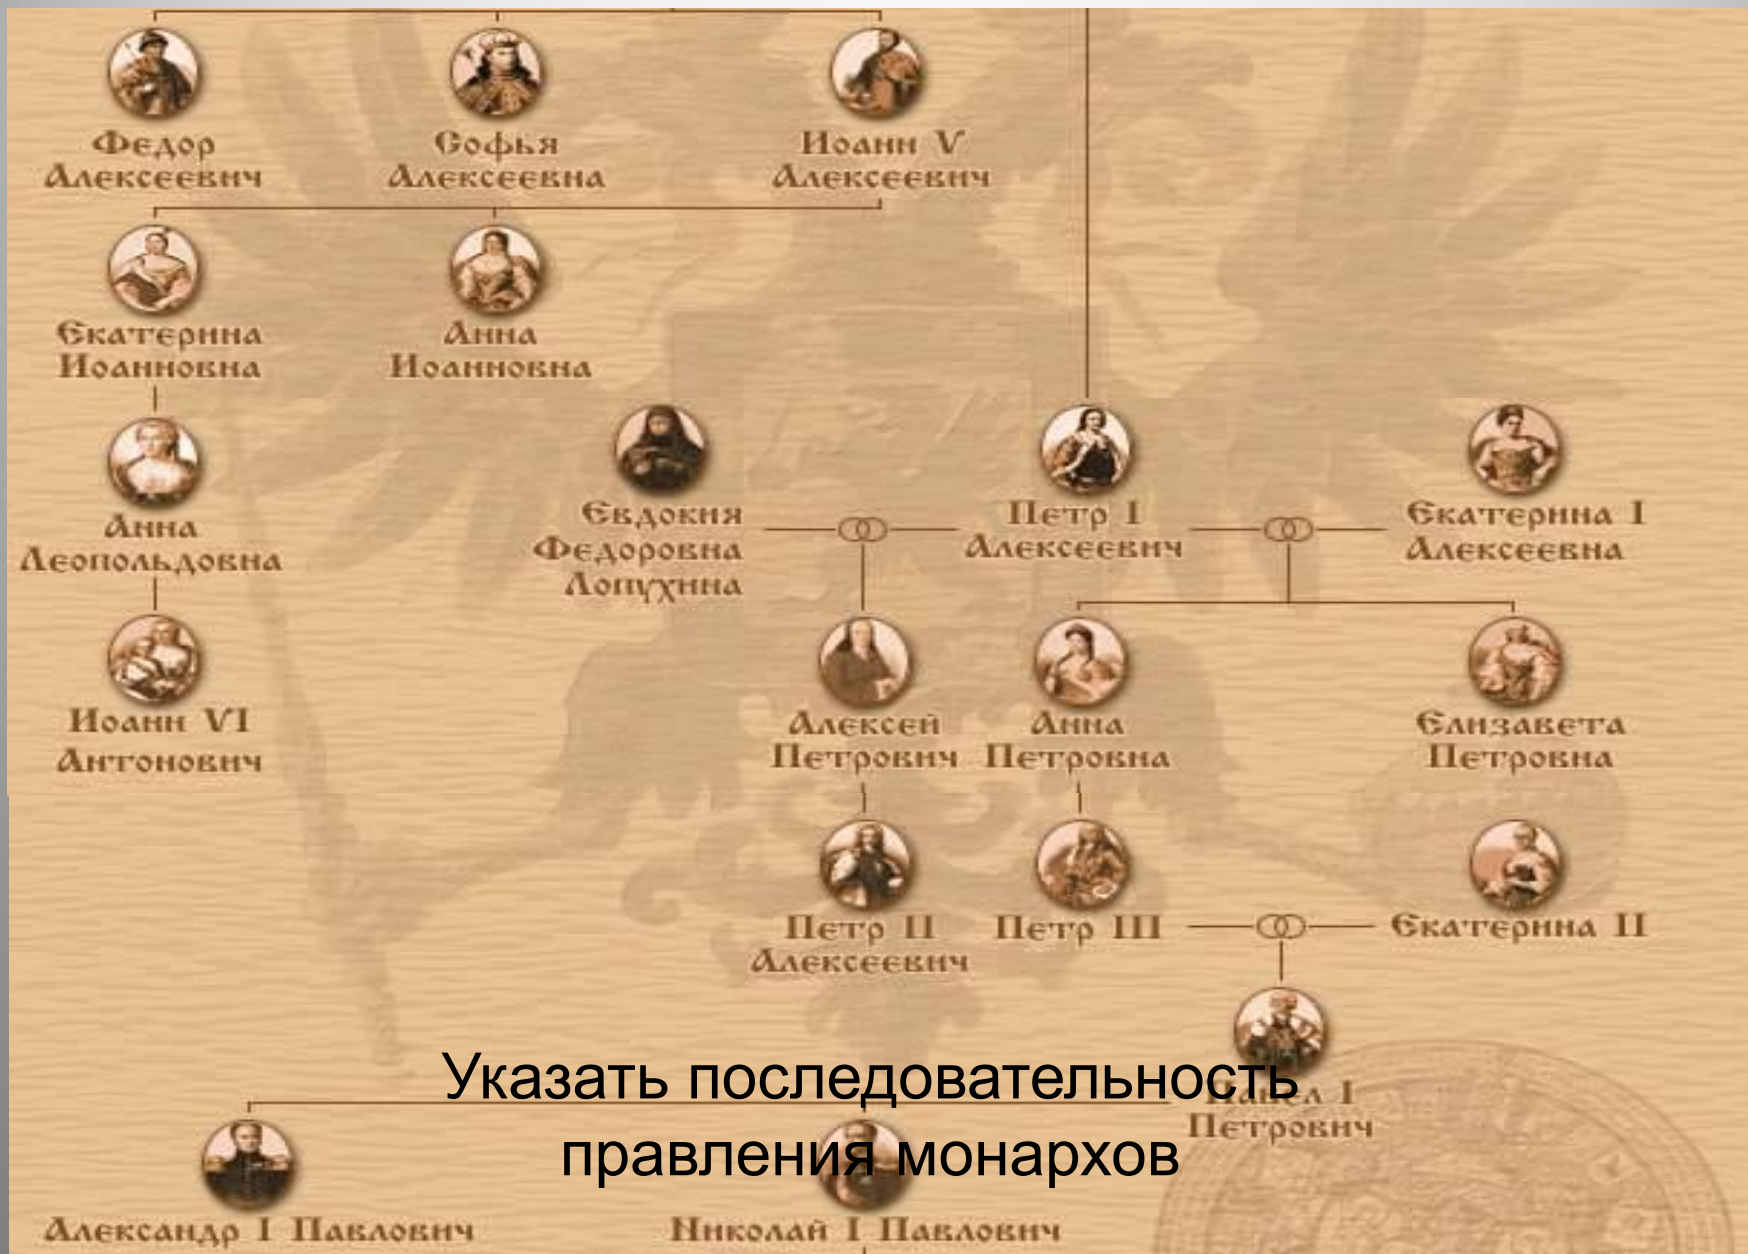 Федор
Алексеевич
Софья
Алексеевна
Иоанн V
Алексеевич
Екатерина
Иоанновна
Анна
Иоанновна
Анна
Леопольдовна
Евдокия
Федоровна
Лопухина
Петр I
Алексеевич
Екатерина I
Алексеевна
Иоанн VI
Антонович
Алексей
Петрович
Анна
Петровна
Елизавета
Петровна
Петр II
Алексеевич
Петр III
Екатерина II
Павел I
Петрович
Указать последовательность
правления монархов
Александр I Павлович
Николай I Павлович